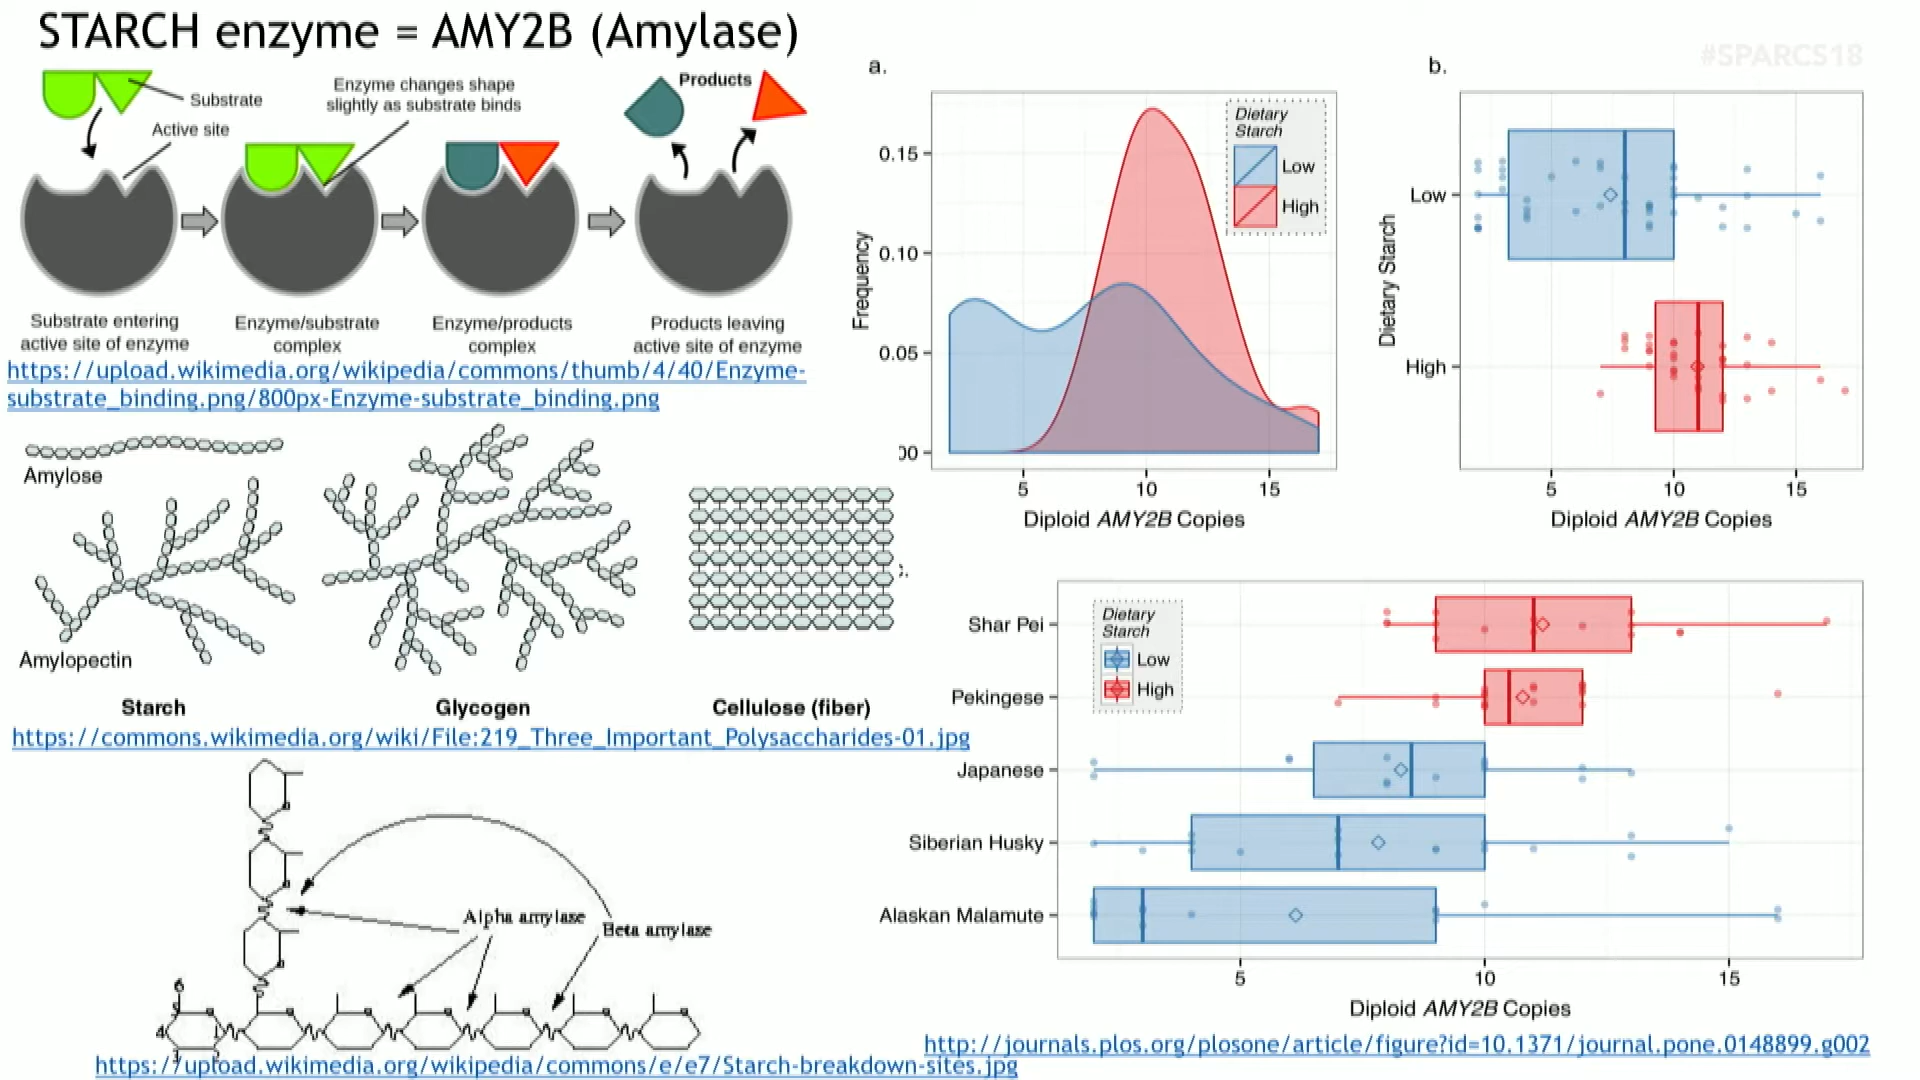 STARCH enzyme = AMY2B (Amylase)
#SPARCS18
Substrate
Active site
Enzyme changes shape
slightly as substrate binds
Products
Substrate entering
active site of enzyme
Enzyme/substrate
complex
Enzyme/products
complex
Products leaving
active site of enzyme
https://upload.wikimedia.org/wikipedia/commons/thumb/4/40/Enzyme-
substrate_binding.png/800px-Enzyme-substrate_binding.png
Amylose
Amylopectin
Starch
Glycogen
Cellulose (fiber)
https://commons.wikimedia.org/wiki/File:219_Three_Important_Polysaccharides-01.jpg
Alpha amylase
Beta amylase
6
5
4
1
3
https://upload.wikimedia.org/wikipedia/commons/e/e7/Starch-breakdown-sites.jpg
a.
Frequency
0.15
0.10
0.05
00
Dietary
Starch
Low
High
5
10
15
Diploid AMY2B Copies
b.
Dietary Starch
Low
High
5
10
15
Diploid AMY2B Copies
Dietary
Starch
Low
High
Shar Pei
Pekingese
Japanese
Siberian Husky
Alaskan Malamute
5
10
15
Diploid AMY2B Copies
http://journals.plos.org/plosone/article/figure?id=10.1371/journal.pone.0148899.g002